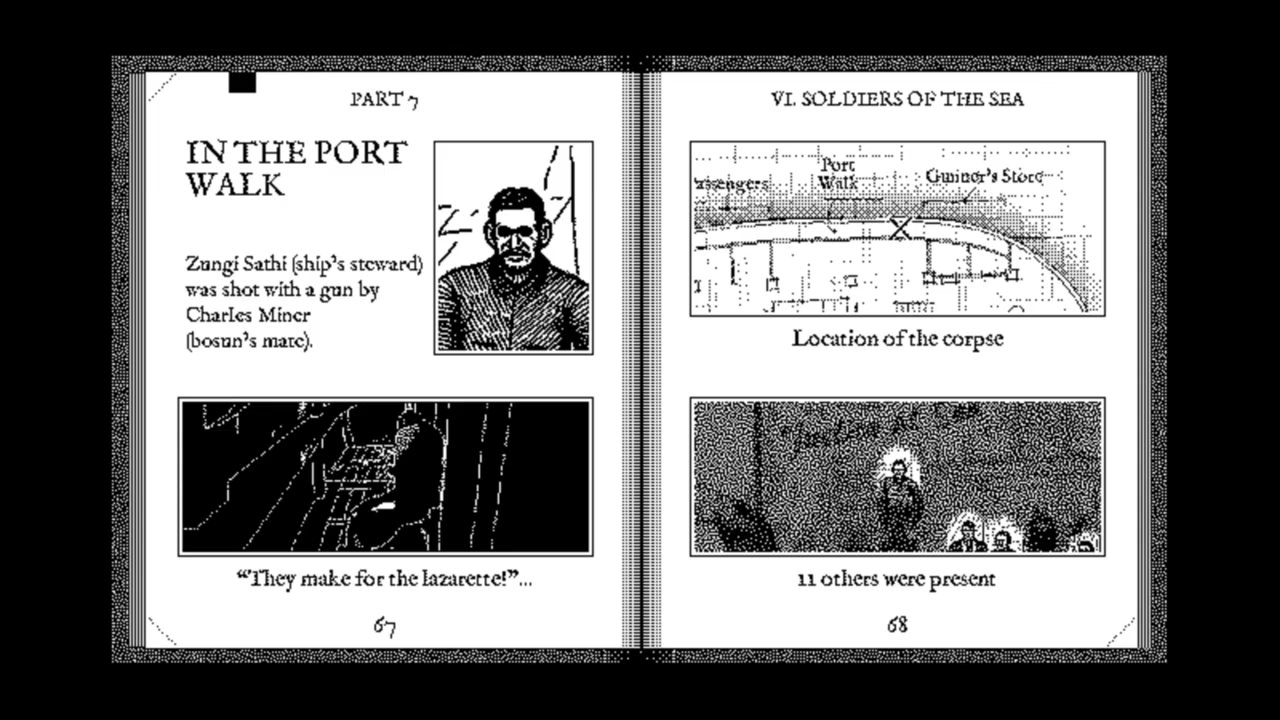 PART 7
IN THE PORT
WALK
Zungi Sathi (ship's steward)
was shot with a gun by
Charles Miner
(bosun's mate).
"They make for the lazarette!"...
67
VI. SOLDIERS OF THE SEA
Port
Walk
Gunner's Store
assengers
Location of the corpse
11 others were present
68